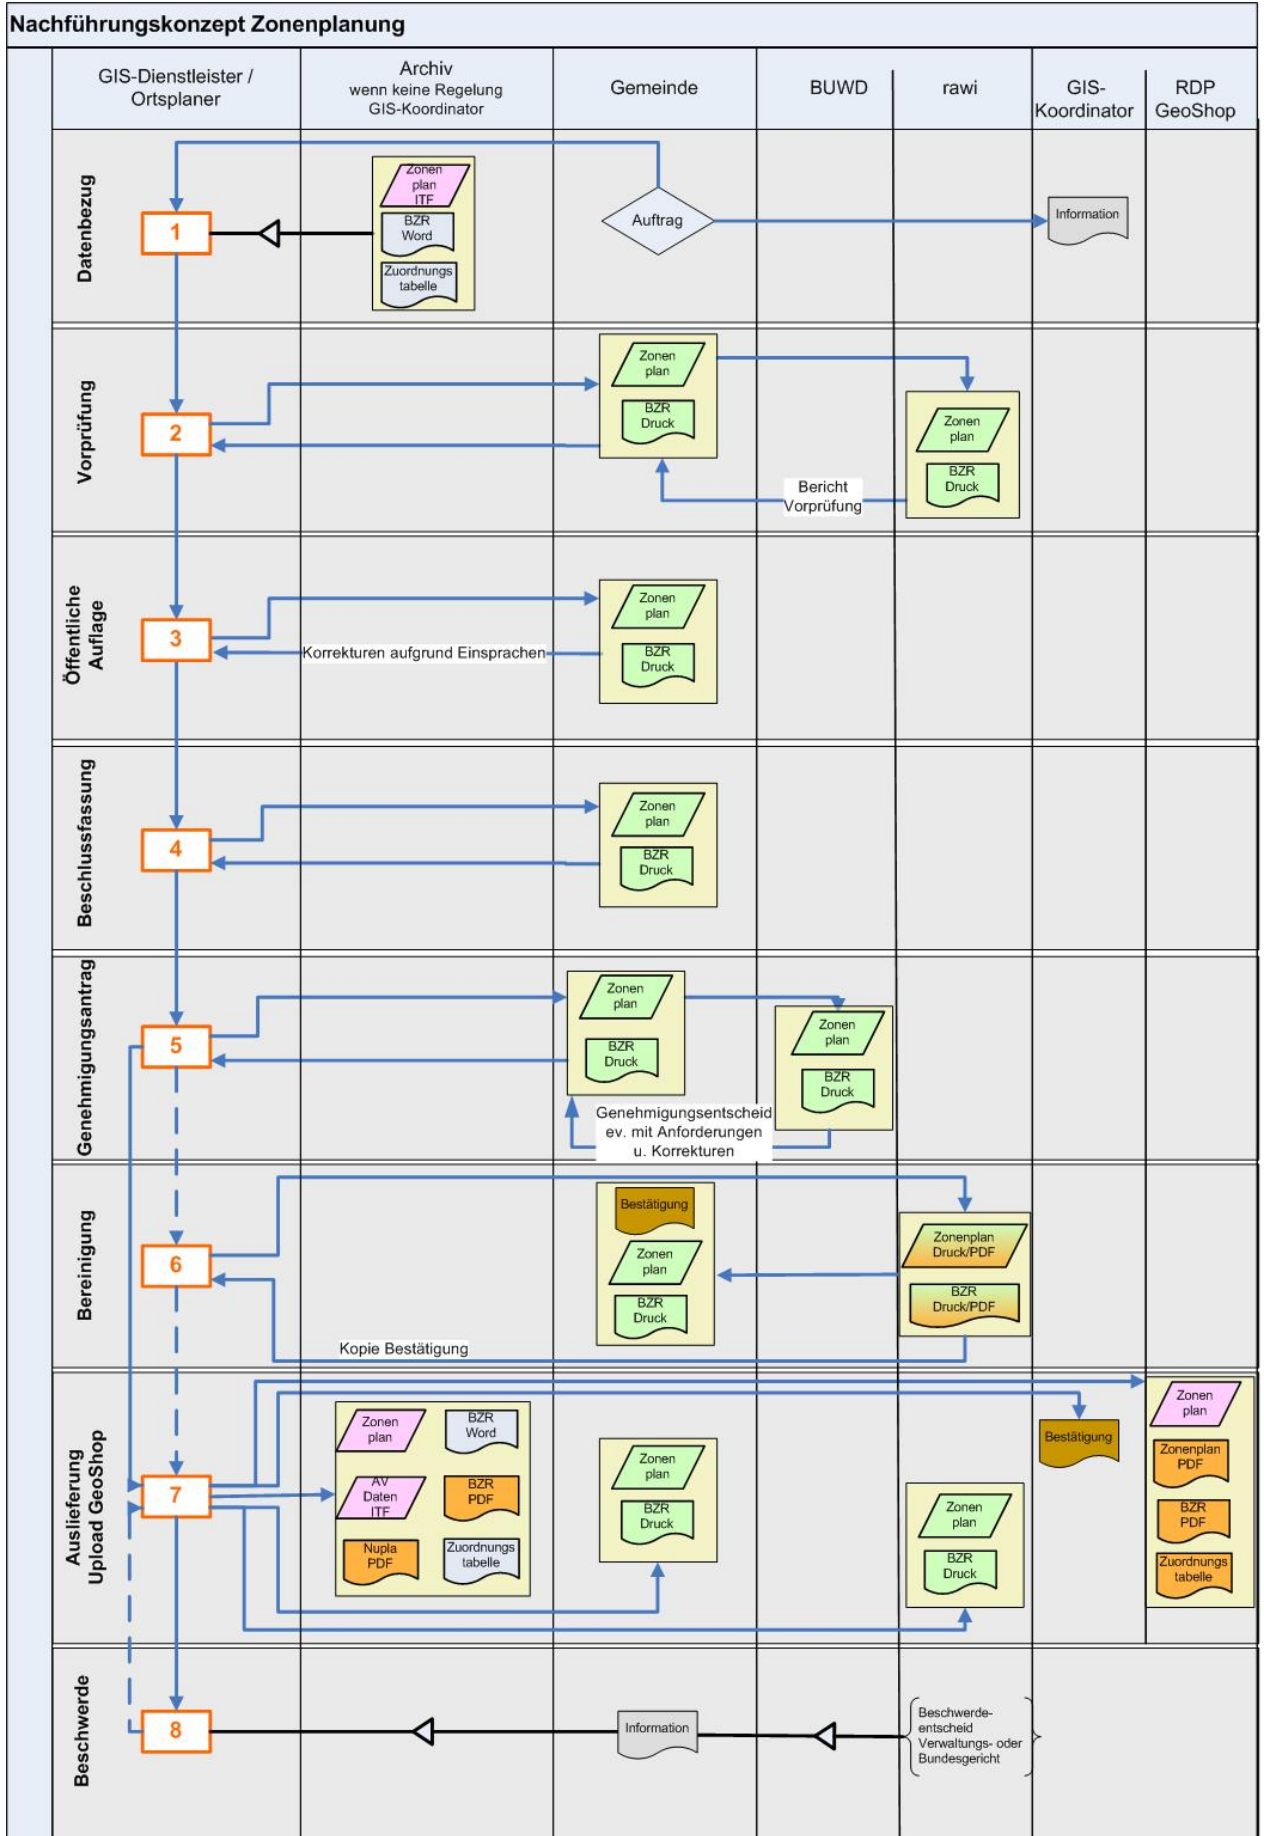 Nachführungskonzept Zonenplanung
GIS-Dienstleister /
Ortsplaner
Archiv
wenn keine Regelung
GIS-Koordinator
Gemeinde
BUWD
rawi
GIS-
Koordinator
RDP
GeoShop
Datenbezug
1
Zonen
plan
ITF
BZR
Word
Zuordnungs
tabelle
Auftrag
Information
Vorprüfung
2
Zonen
plan
BZR
Druck
Zonen
plan
BZR
Druck
Bericht
Vorprüfung
Öffentliche
Auflage
3
Korrekturen aufgrund Einsprachen
Zonen
plan
BZR
Druck
Beschlussfassung
4
Zonen
plan
BZR
Druck
Genehmigungsantrag
5
Zonen
plan
BZR
Druck
Zonen
plan
BZR
Druck
Genehmigungsentscheid
ev. mit Anforderungen
u. Korrekturen
Bereinigung
6
Bestätigung
Zonen
plan
BZR
Druck
Zonenplan
Druck/PDF
BZR
Druck/PDF
Kopie Bestätigung
Auslieferung
Upload GeoShop
7
Zonen
plan
BZR
Word
AV
Daten
ITF
BZR
PDF
Nupla
PDF
Zuordnungs
tabelle
Zonen
plan
BZR
Druck
Zonen
plan
BZR
Druck
Bestätigung
Zonen
plan
Zonenplan
PDF
BZR
PDF
Zuordnungs
tabelle
Beschwerde
8
Information
Beschwerde-
entscheid
Verwaltungs- oder
Bundesgericht